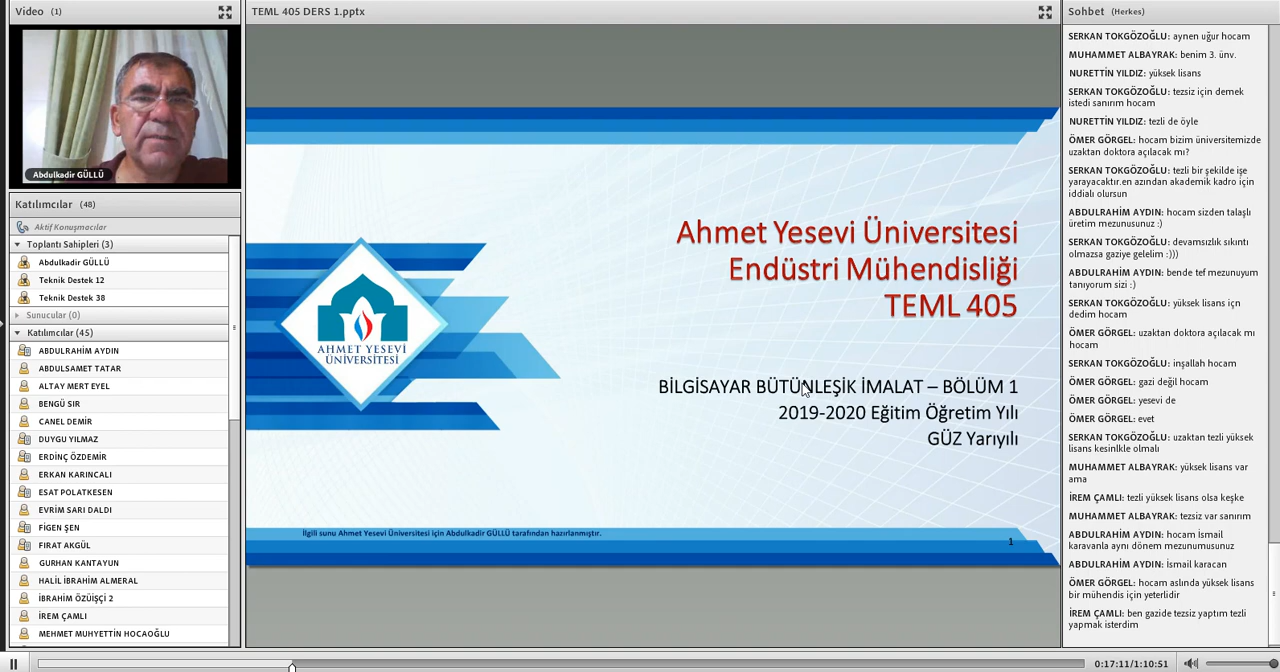 Video (1)
Abdulkadir GÜLLÜ
Katılımcılar (48)
Aktif Konuşmacılar
Toplantı Sahipleri (3)
Abdulkadir GÜLLÜ
Teknik Destek 12
Teknik Destek 38
Sunucular (0)
Katılımcılar (45)
ABDULRAHİM AYDIN
ABDULSAMET TATAR
ALTAY MERT EYEL
BENGÜ SIR
CANEL DEMİR
DUYGU YILMAZ
ERDİNÇ ÖZDEMİR
ERKAN KARINCALI
ESAT POLATKESEN
EVRİM SARI DALDI
FİGEN ŞEN
FIRAT AKGÜL
GURHAN KANTAYUN
HALİL İBRAHİM ALMERAL
İBRAHİM ÖZÜİŞÇİ 2
İREM ÇAMLI
MEHMET MUHYETTİN HOCAOĞLU
TEML 405 DERS 1.pptx
AHMET YESEVİ
ÜNİVERSİTESİ
Ahmet Yesevi Üniversitesi
Endüstri Mühendisliği
TEML 405
BİLGİSAYAR BÜTÜNLEŞİK İMALAT – BÖLÜM 1
2019-2020 Eğitim Öğretim Yılı
GÜZ Yarıyılı
İlgili sunu Ahmet Yesevi Üniversitesi için Abdulkadir GÜLLÜ tarafından hazırlanmıştır.
1
Sohbet (Herkes)
SERKAN TOKGÖZOĞLU: aynen uğur hocam
MUHAMMET ALBAYRAK: benim 3. ünv.
NURETTİN YILDIZ: yüksek lisans
SERKAN TOKGÖZOĞLU: tezsiz için demek
istedi sanırım hocam
NURETTİN YILDIZ: tezli de öyle
ÖMER GÖRGEL: hocam bizim üniversitemizde
uzaktan doktora açılacak mı?
SERKAN TOKGÖZOĞLU: tezli bir şekilde işe
yarayacaktır.en azından akademik kadro için
iddialı olursun
ABDULRAHİM AYDIN: hocam sizden talaşlı
üretim mezunusunuz :)
SERKAN TOKGÖZOĞLU: devamsızlık sıkıntı
olmazsa gaziye gelelim :)))
ABDULRAHİM AYDIN: bende tef mezunuyum
tanıyorum sizi :)
SERKAN TOKGÖZOĞLU: yüksek lisans içn
dedim hocam
ÖMER GÖRGEL: uzaktan doktora açılacak mı
hocam
SERKAN TOKGÖZOĞLU: inşallah hocam
ÖMER GÖRGEL: gazi değil hocam
ÖMER GÖRGEL: yesevi de
ÖMER GÖRGEL: evet
SERKAN TOKGÖZOĞLU: uzaktan tezli yüksek
lisans kesinlkle olmalı
MUHAMMET ALBAYRAK: yüksek lisans var
ama
İREM ÇAMLI: tezli yüksek lisans olsa keşke
MUHAMMET ALBAYRAK: tezsiz var sanırım
ABDULRAHİM AYDIN: hocam İsmail
karavanla aynı dönem mezunumusunuz
ABDULRAHİM AYDIN: İsmail karacan
ÖMER GÖRGEL: hocam aslında yüksek lisans
bir mühendis için yeterlidir
İREM ÇAMLI: ben gazide tezsiz yaptım tezli
yapmak isterdim
0:17:11/1:10:51